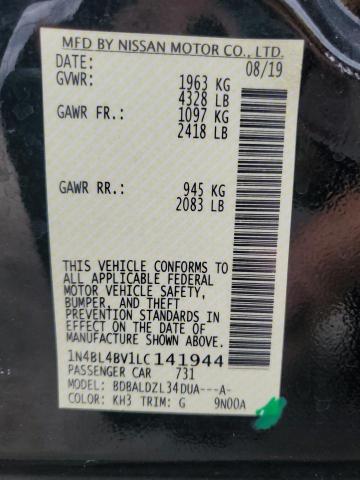 MFD BY NISSAN MOTOR CO., LTD.
DATE: 08/19
GVWR: 1963 KG
4328 LB
GAWR FR.: 1097 KG
2418 LB
GAWR RR.: 945 KG
2083 LB
THIS VEHICLE CONFORMS TO
ALL APPLICABLE FEDERAL
MOTOR VEHICLE SAFETY,
BUMPER, AND THEFT
PREVENTION STANDARDS
IN EFFECT ON THE DATE OF
MANUFACTURE SHOWN ABOVE.
1N4BL4BV1LC141944
PASSENGER CAR 731
MODEL: BDBALDZL34DUA---A-
COLOR: KH3 TRIM: G 9N00A